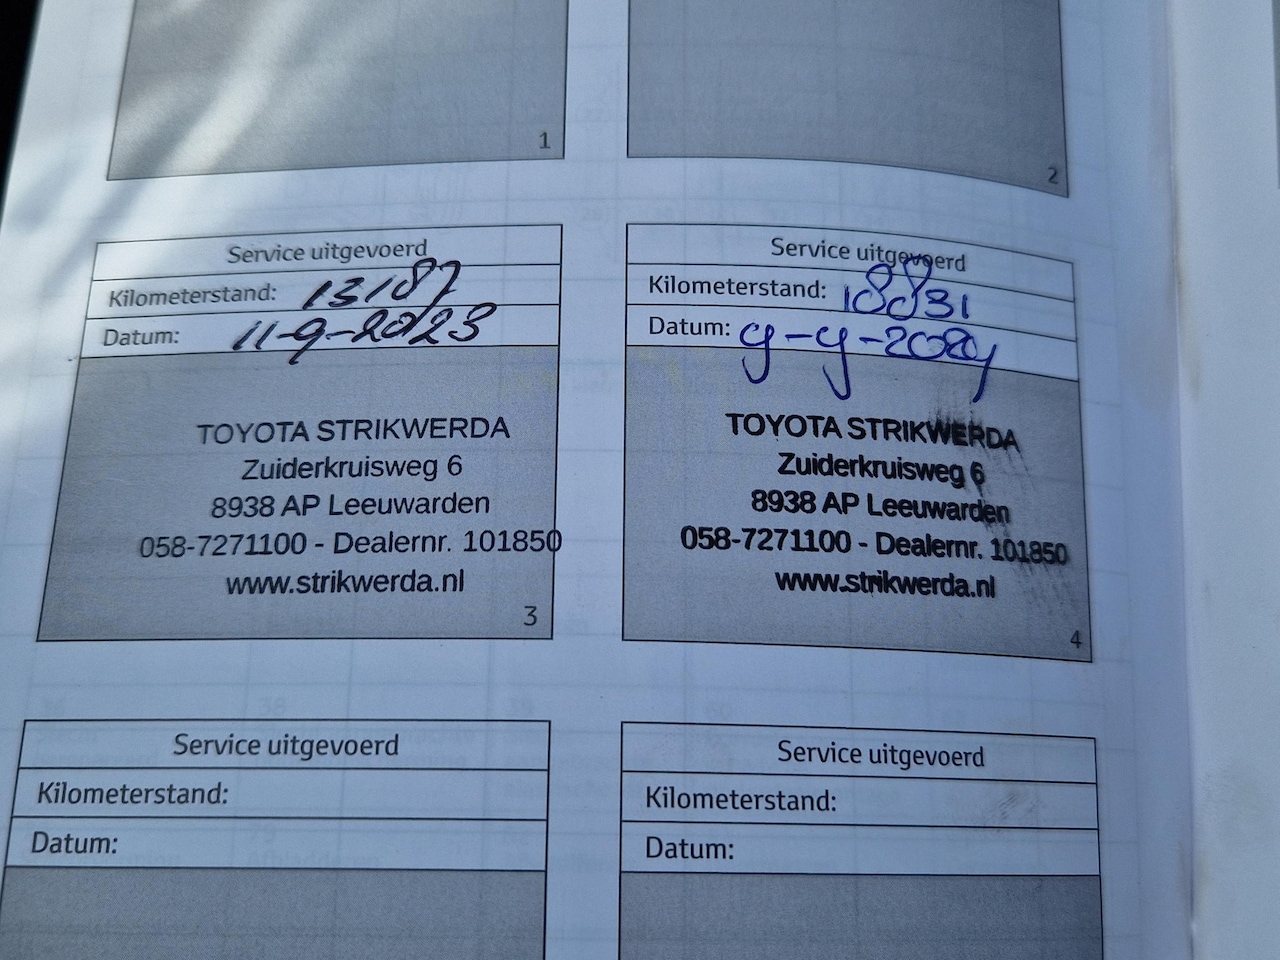 1
2
Service uitgevoerd
Kilometerstand: 13187
Datum: 11-9-2023
TOYOTA STRIKWERDA
Zuiderkruisweg 6
8938 AP Leeuwarden
058-7271100 - Dealernr. 101850
www.strikwerda.nl
3
Service uitgevoerd
Kilometerstand: 18831
Datum: 9-9-2024
TOYOTA STRIKWERDA
Zuiderkruisweg 6
8938 AP Leeuwarden
058-7271100 - Dealernr. 101850
www.strikwerda.nl
4
Service uitgevoerd
Kilometerstand:
Datum:
Service uitgevoerd
Kilometerstand:
Datum: